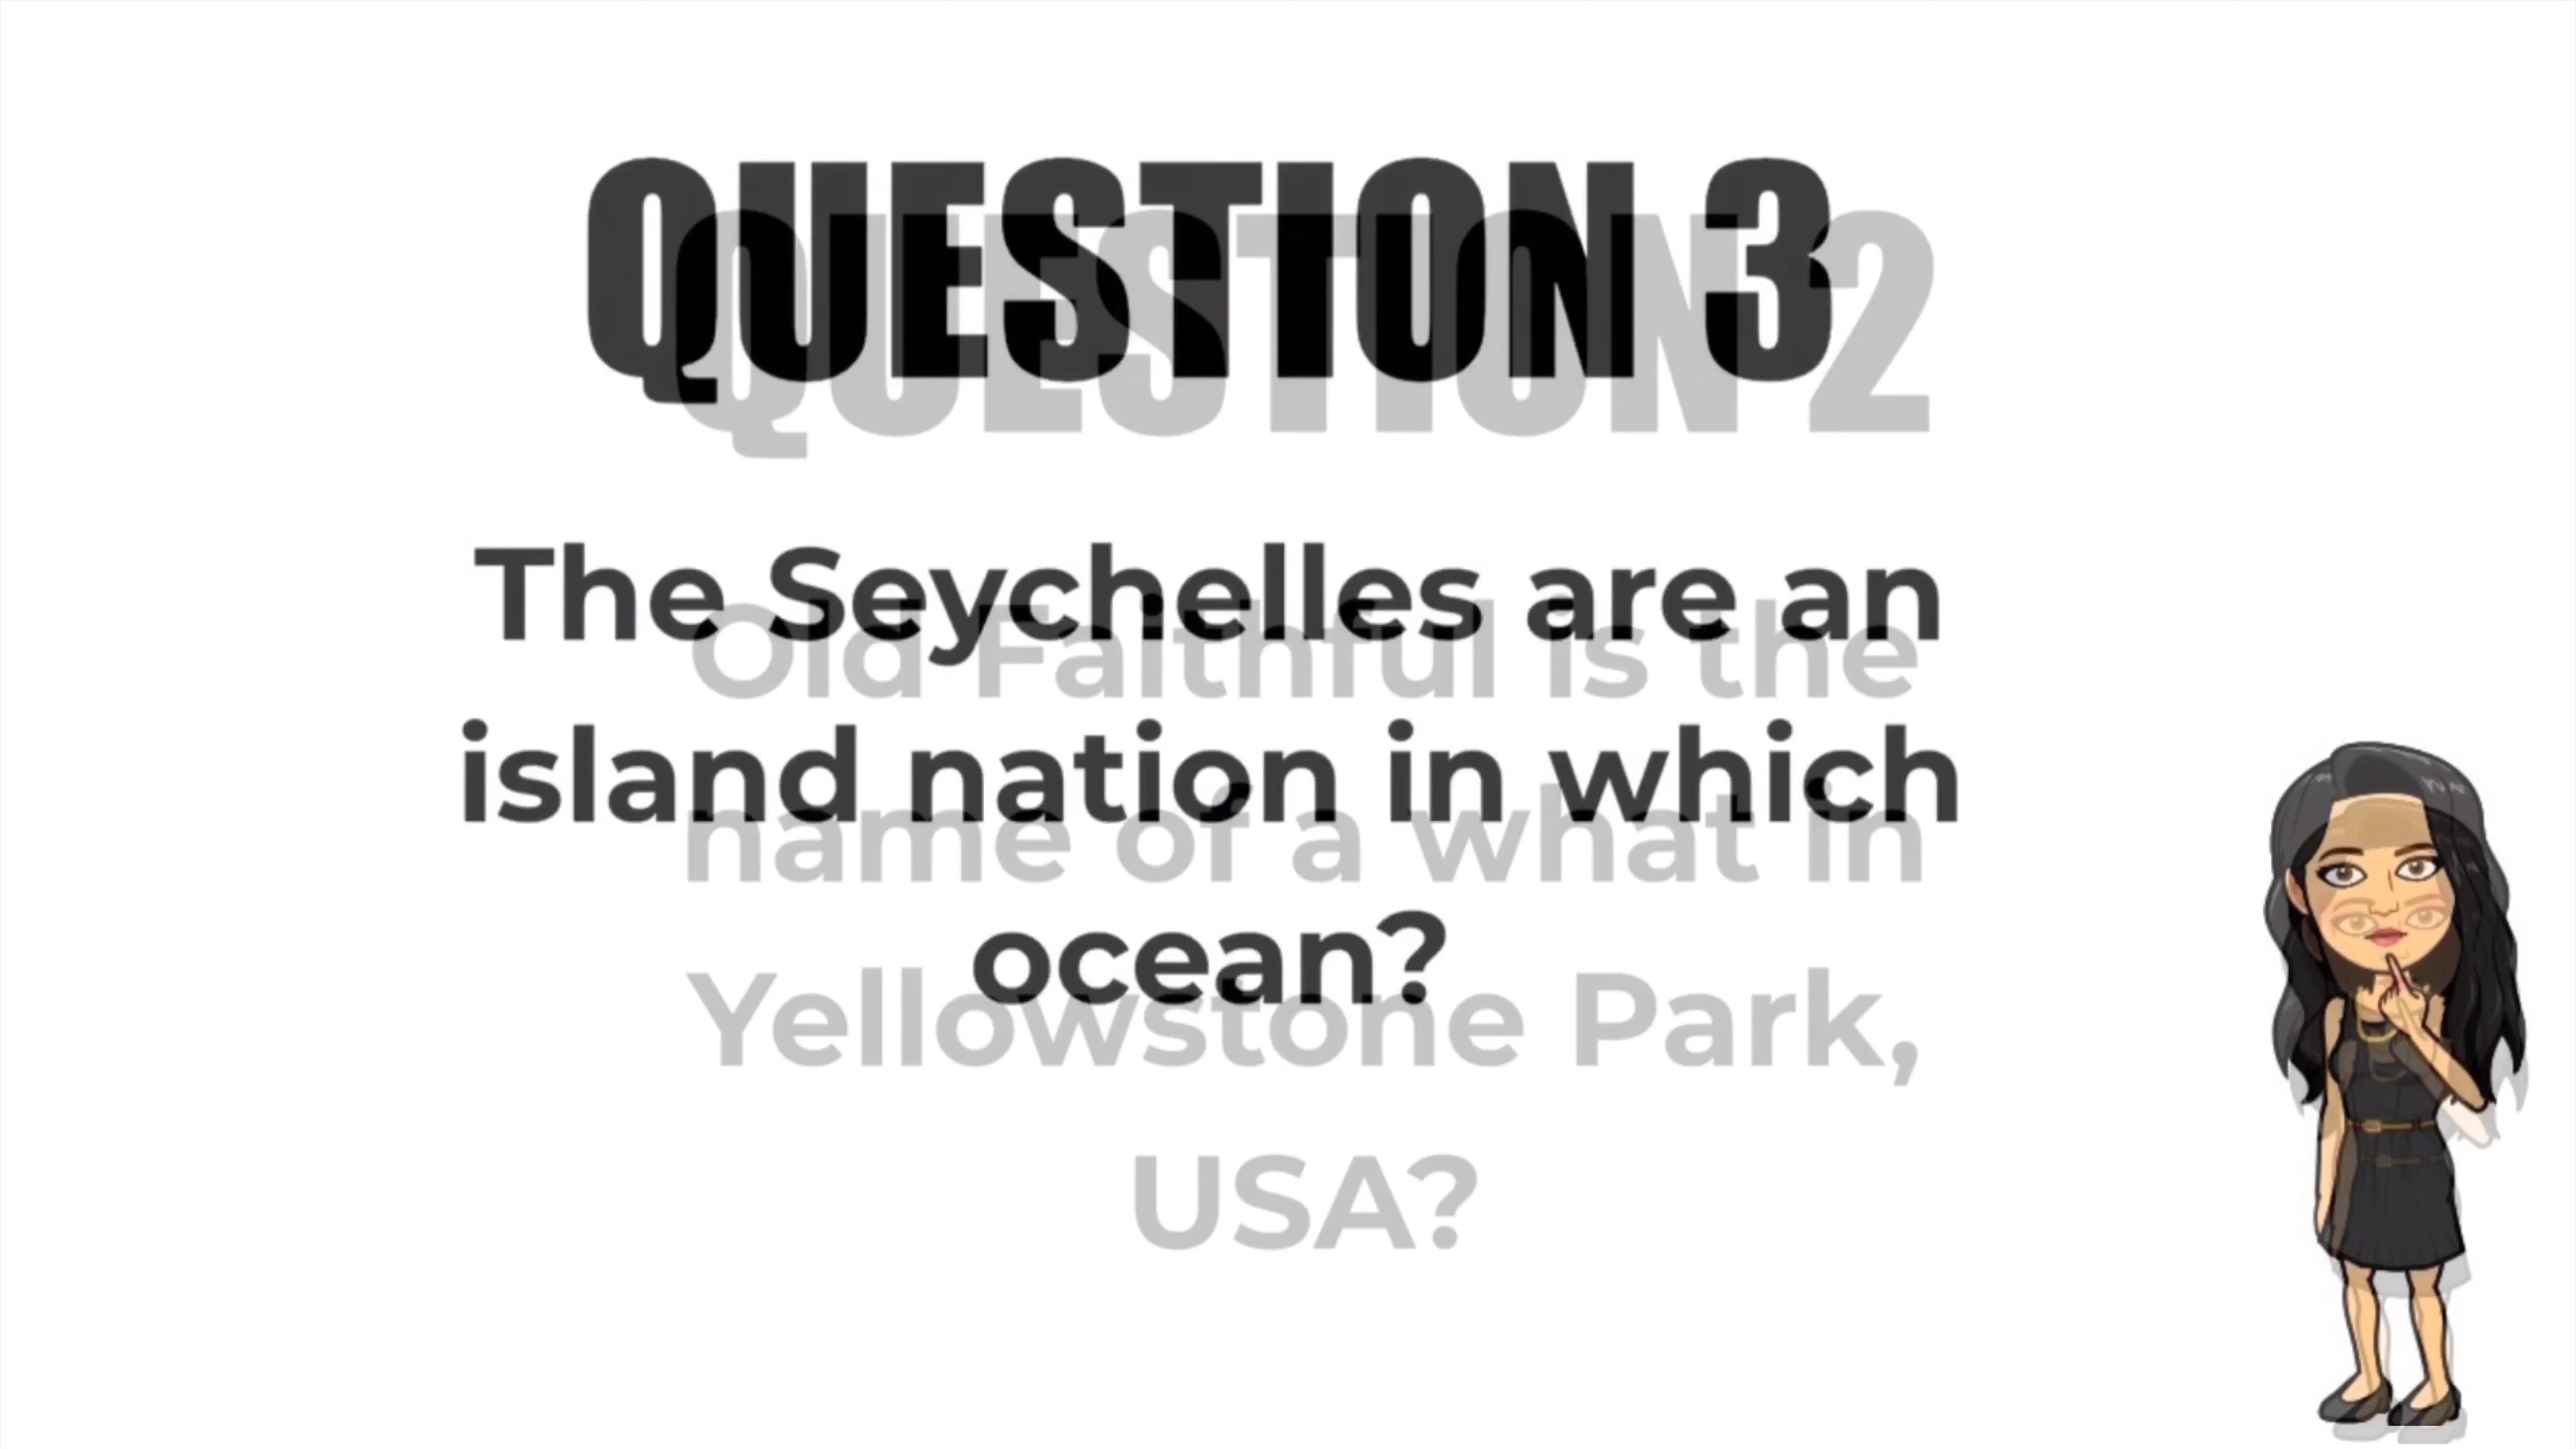 QUESTION 3
The Seychelles are an
island nation in which
ocean?
QUESTION 2
Old Faithful is the
name of a what in
Yellowstone Park,
USA?